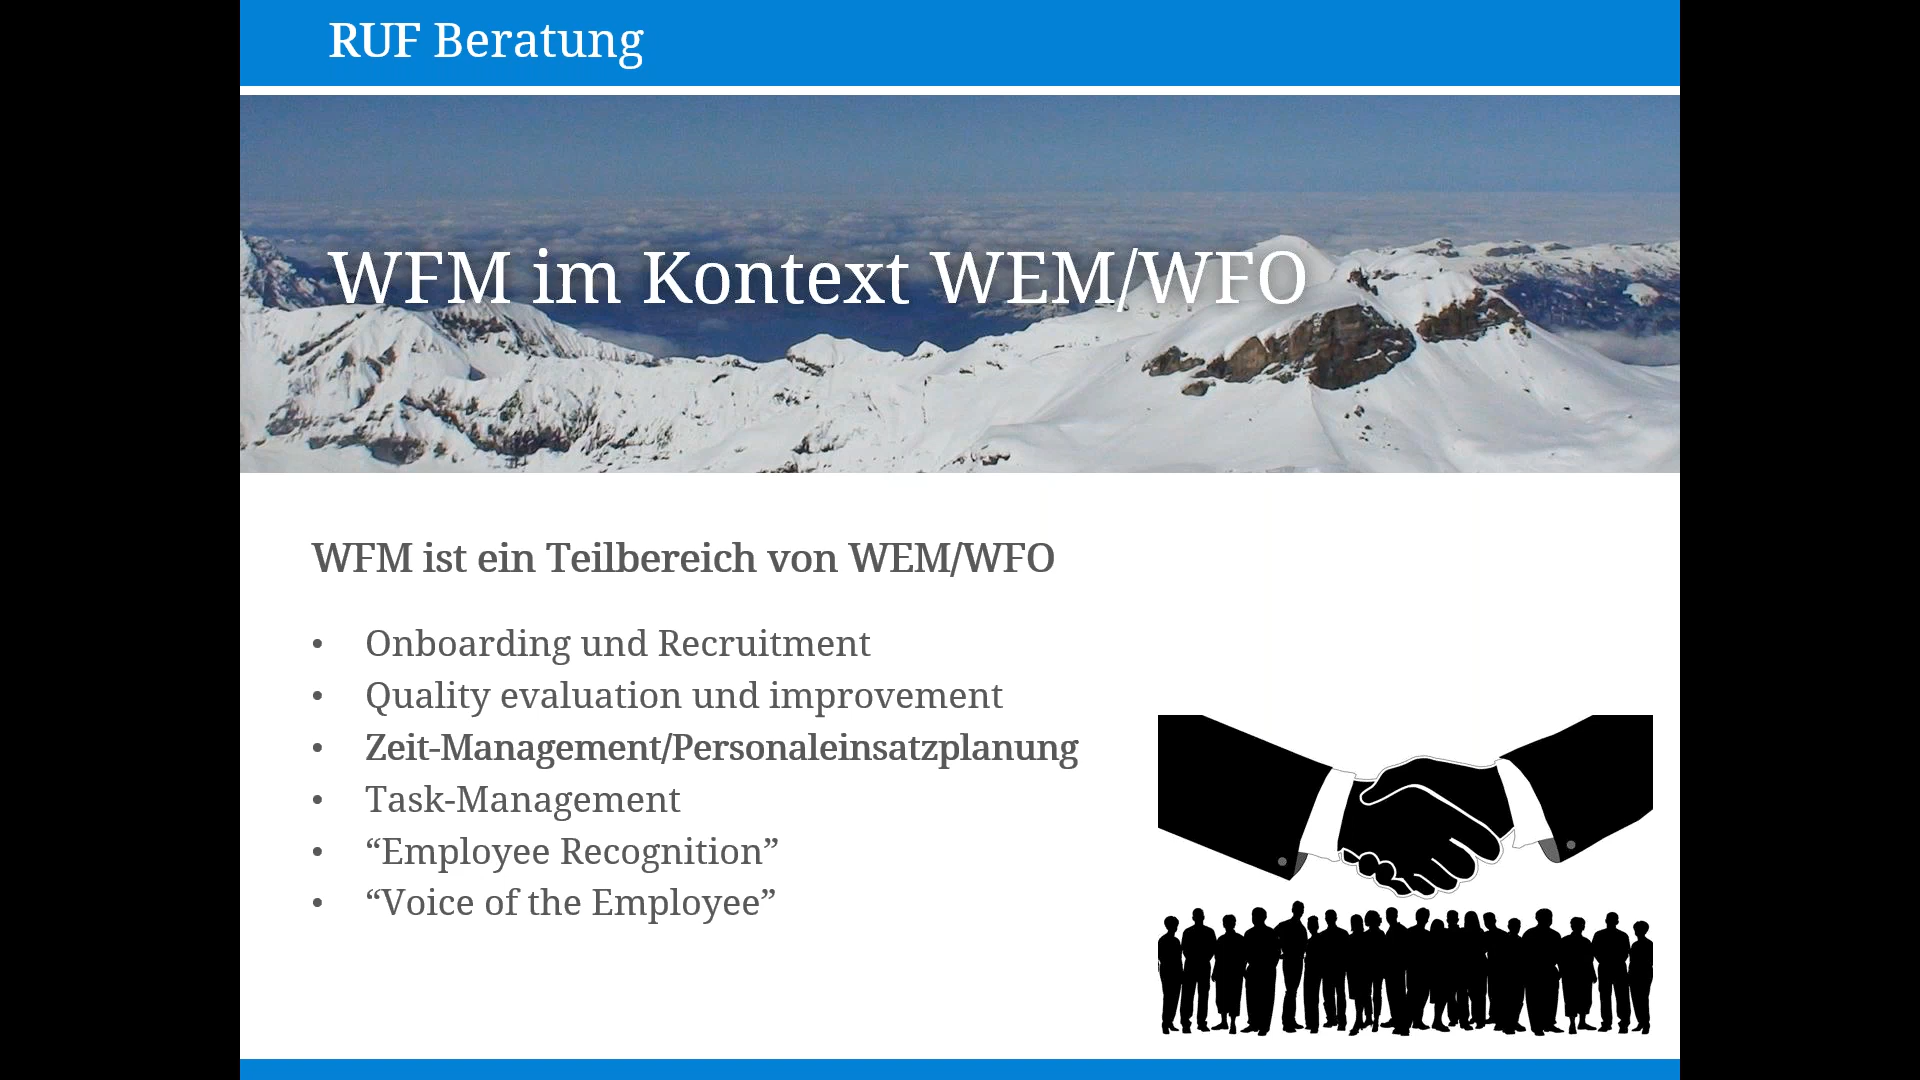 RUF Beratung
WFM im Kontext WEM/WFO
WFM ist ein Teilbereich von WEM/WFO
• Onboarding und Recruitment
• Quality evaluation und improvement
• Zeit-Management/Personaleinsatzplanung
• Task-Management
• “Employee Recognition”
• “Voice of the Employee”